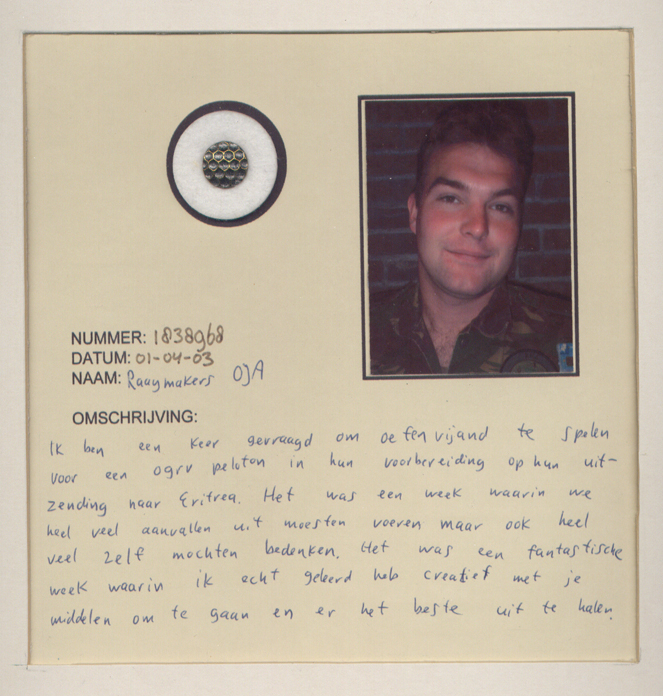 NUMMER: 1838968
DATUM: 01-04-03
NAAM: Raaymakers OJA
OMSCHRIJVING:
Ik ben een keer gevraagd om oefenvijand te spelen
voor een ogrv peloton in hun voorbereiding op hun uit-
zending naar Eritrea. Het was een week waarin we
heel veel aanvallen uit moesten voeren maar ook heel
veel zelf mochten bedenken. Het was een fantastische
week waarin ik echt geleerd heb creatief met je
middelen om te gaan en er het beste uit te halen.